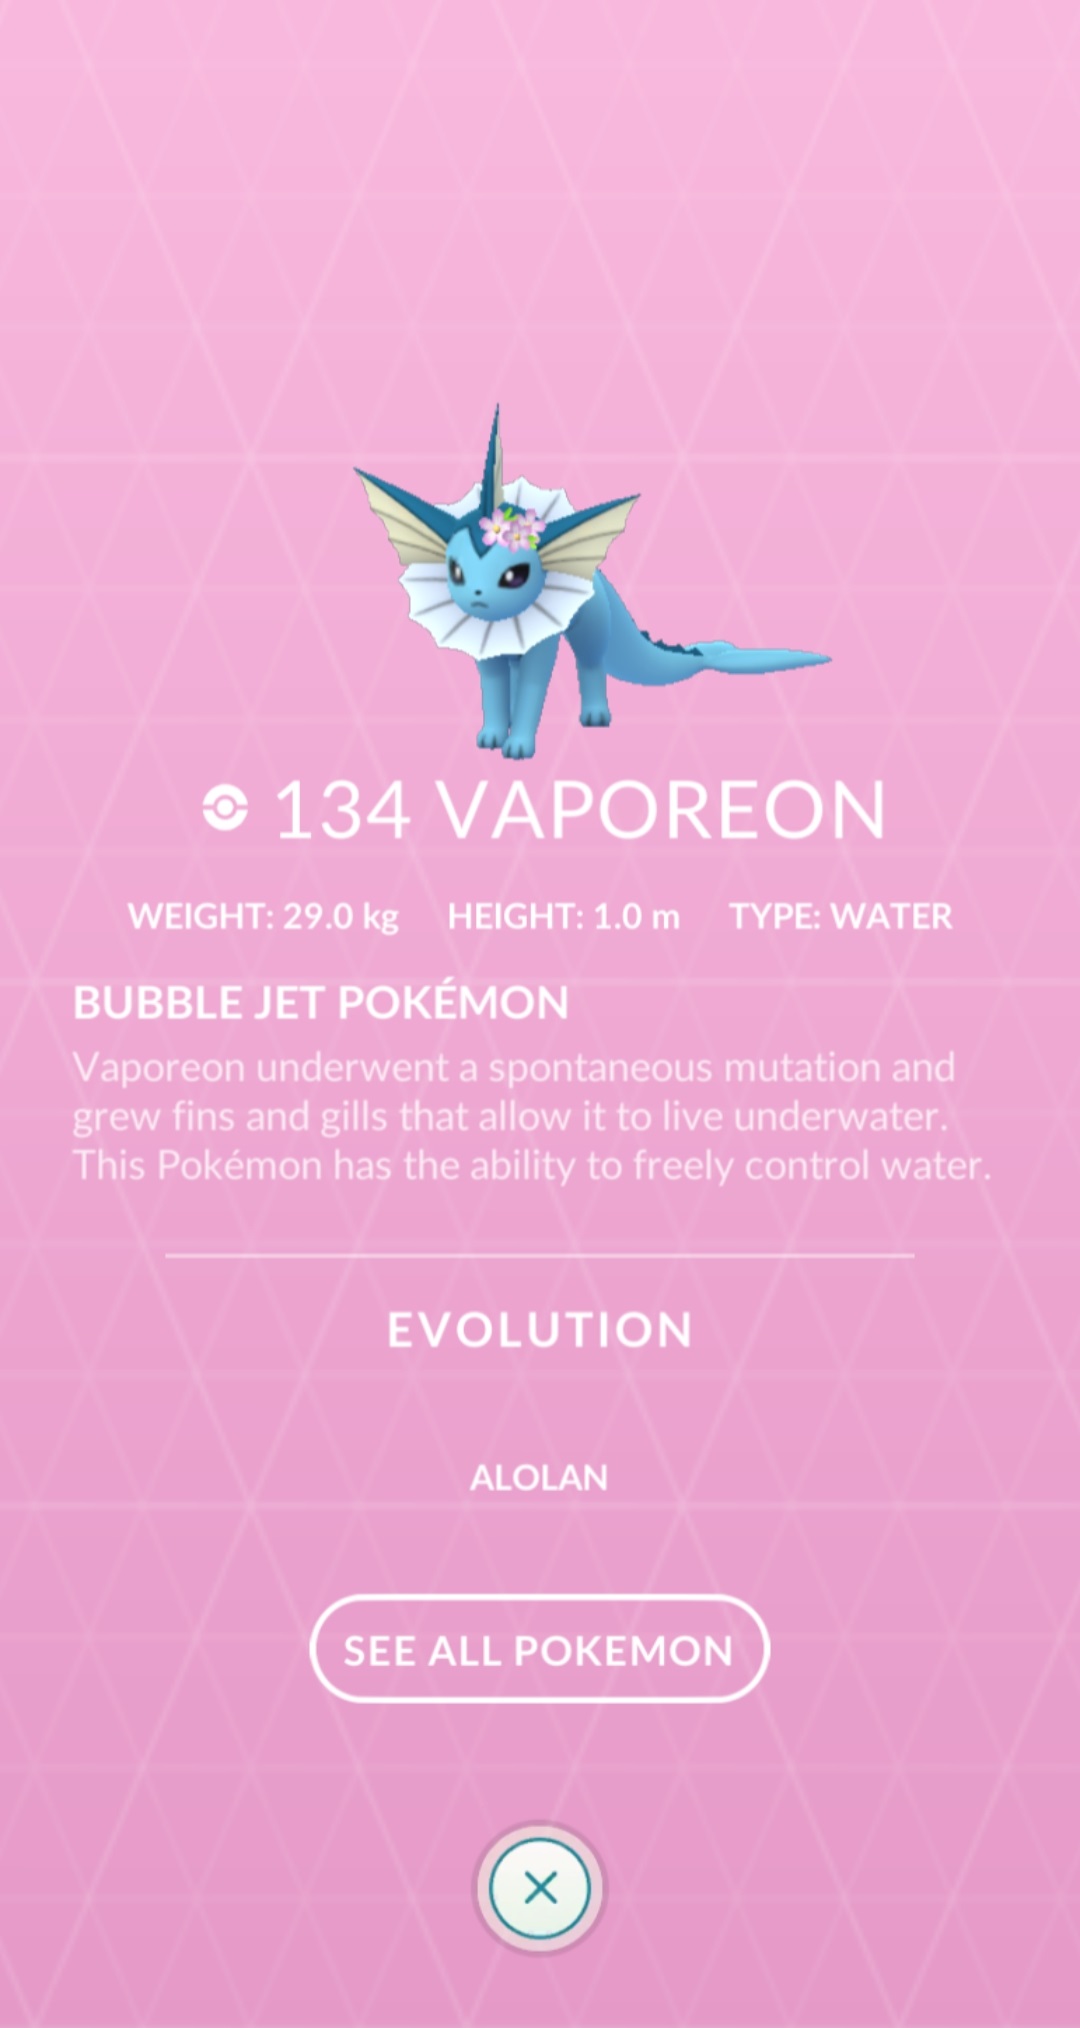 134 VAPOREON
WEIGHT: 29.0 kg HEIGHT: 1.0 m TYPE: WATER
BUBBLE JET POKÉMON
Vaporeon underwent a spontaneous mutation and
grew fins and gills that allow it to live underwater.
This Pokémon has the ability to freely control water.
EVOLUTION
ALOLAN
SEE ALL POKEMON